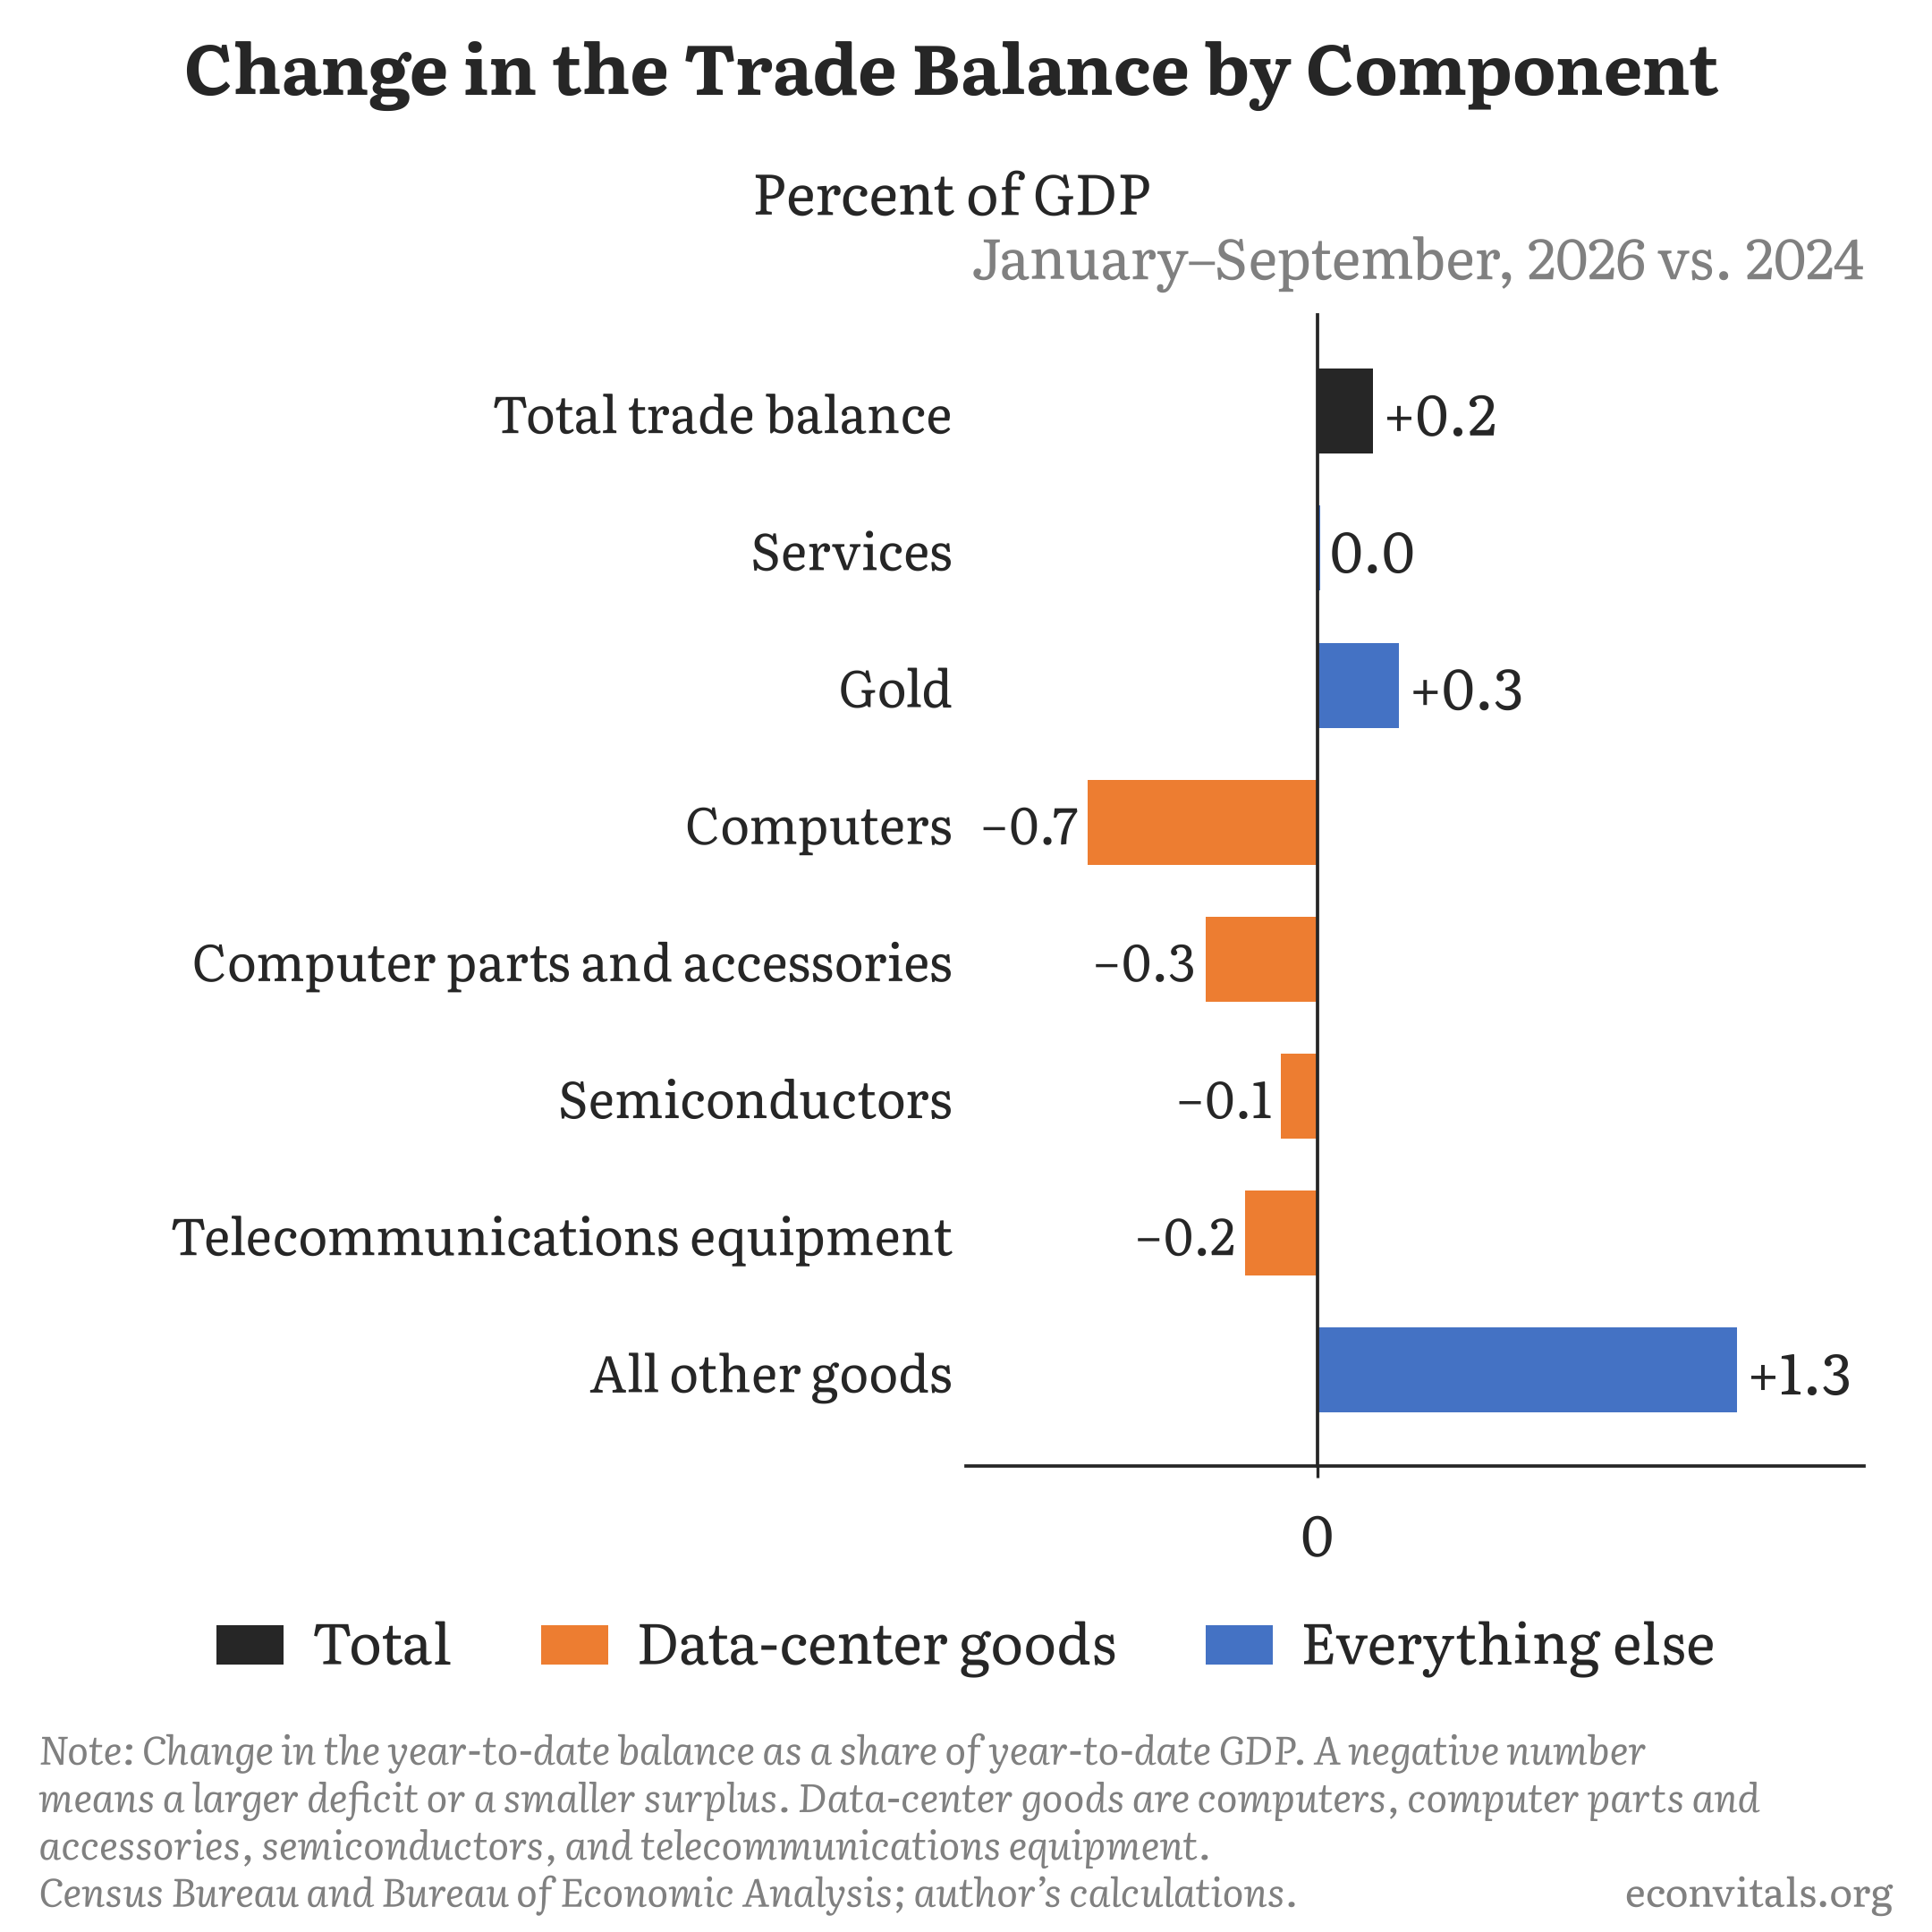 Change in the Trade Balance by Component
Percent of GDP
January–September, 2026 vs. 2024
Total trade balance +0.2
Services 0.0
Gold +0.3
Computers −0.7
Computer parts and accessories −0.3
Semiconductors −0.1
Telecommunications equipment −0.2
All other goods +1.3
0
Total Data-center goods Everything else
Note: Change in the year-to-date balance as a share of year-to-date GDP. A negative number
means a larger deficit or a smaller surplus. Data-center goods are computers, computer parts and
accessories, semiconductors, and telecommunications equipment.
Census Bureau and Bureau of Economic Analysis; author’s calculations. econvitals.org